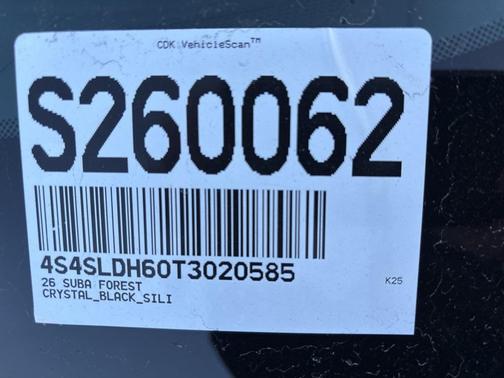 CDK VehicleScan™
S260062
4S4SLDH60T3020585
26 SUBA FOREST
CRYSTAL_BLACK_SILI
K25